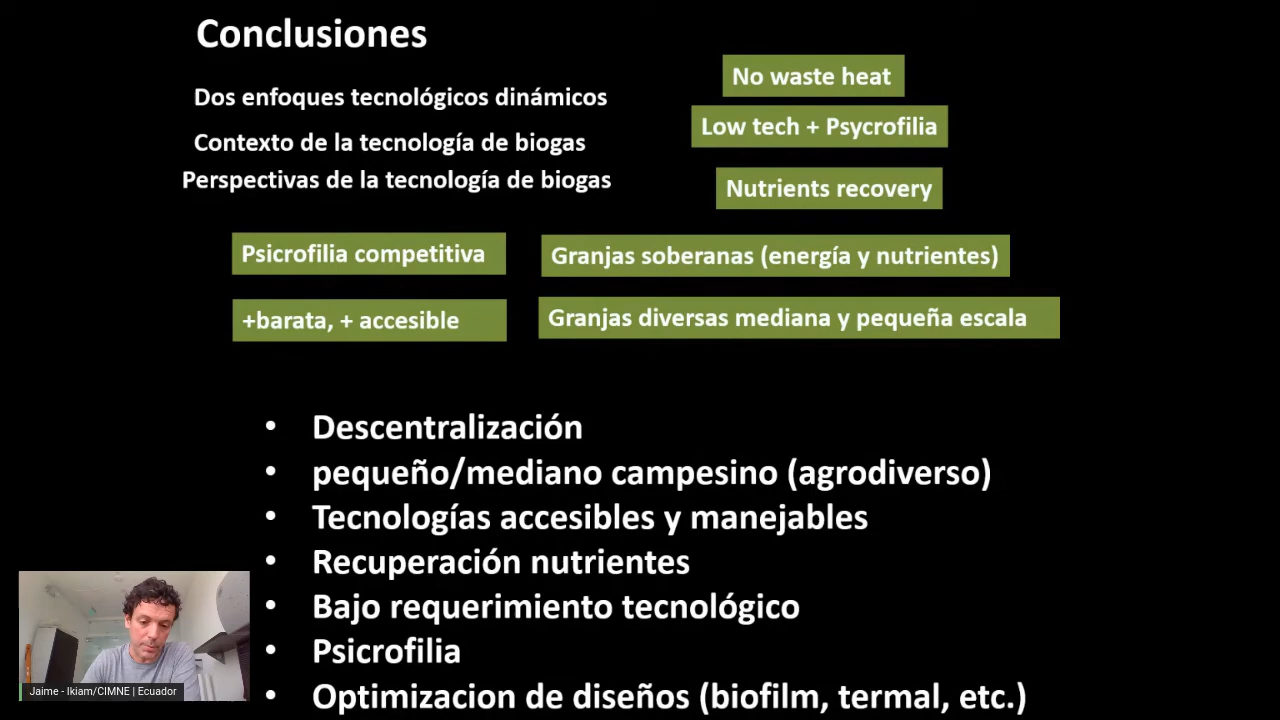 Conclusiones
Dos enfoques tecnológicos dinámicos
No waste heat
Contexto de la tecnología de biogas
Low tech + Psycrofilia
Perspectivas de la tecnología de biogas
Nutrients recovery
Psicrofilia competitiva
Granjas soberanas (energía y nutrientes)
+barata, + accesible
Granjas diversas mediana y pequeña escala
• Descentralización
• pequeño/mediano campesino (agrodiverso)
• Tecnologías accesibles y manejables
• Recuperación nutrientes
• Bajo requerimiento tecnológico
• Psicrofilia
• Optimizacion de diseños (biofilm, termal, etc.)
Jaime - Ikiam/CIMNE | Ecuador